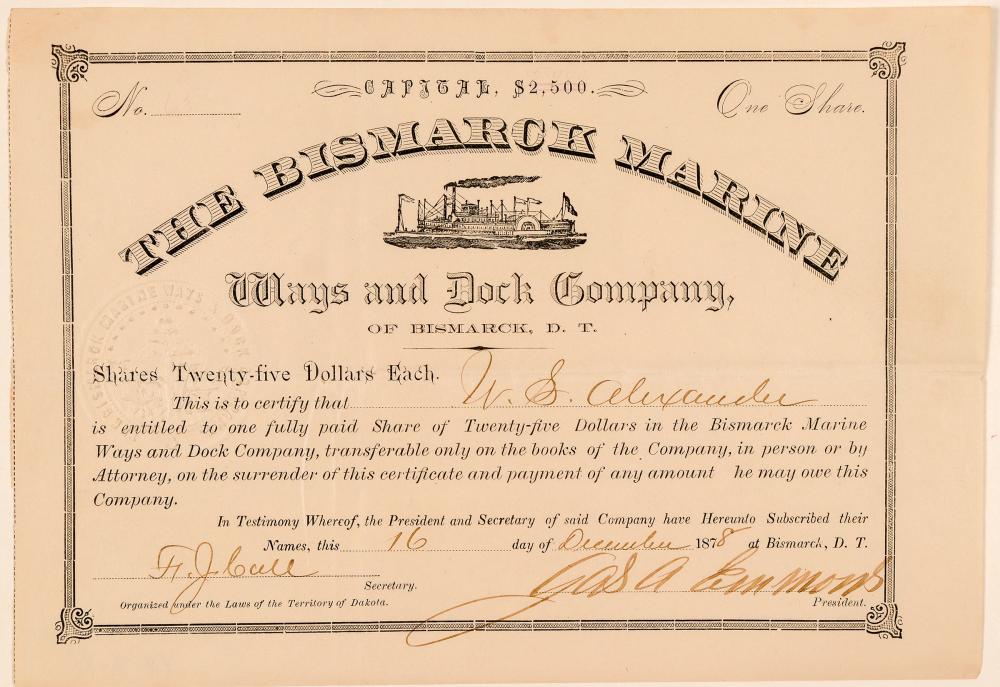 CAPITAL, $2,500.
No.
One Share.
THE BISMARCK MARINE
Ways and Dock Company,
OF BISMARCK, D. T.
Shares Twenty-five Dollars Each.
This is to certify that W. S. Alexander
is entitled to one fully paid Share of Twenty-five Dollars in the Bismarck Marine
Ways and Dock Company, transferable only on the books of the Company, in person or by
Attorney, on the surrender of this certificate and payment of any amount he may owe this
Company.
In Testimony Whereof, the President and Secretary of said Company have Hereunto Subscribed their
Names, this 16 day of December 1878 at Bismarck, D. T.
F. J. Call
Secretary.
Jas A Emmons
President.
Organized under the Laws of the Territory of Dakota.